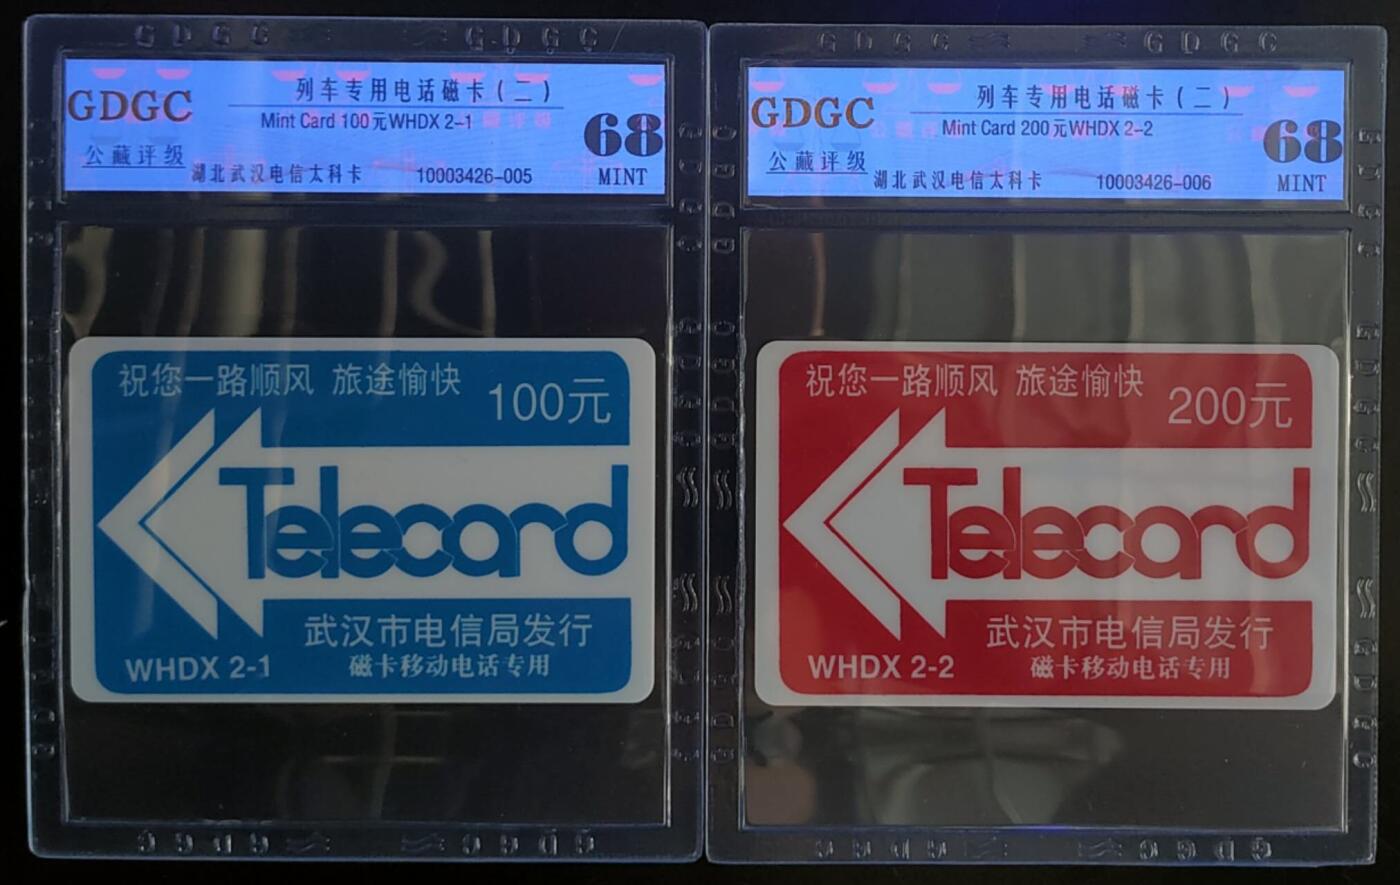 GDGC
列车专用电话磁卡(二)
Mint Card 100元WHDX 2-1
68
公藏评级
湖北武汉电信太科卡
10003426-005
MINT
祝您一路顺风 旅途愉快
100元
Telecard
武汉市电信局发行
WHDX 2-1
磁卡移动电话专用
GDGC
列车专用电话磁卡(二)
Mint Card 200元WHDX 2-2
68
公藏评级
湖北武汉电信太科卡
10003426-006
MINT
祝您一路顺风 旅途愉快
200元
Telecard
武汉市电信局发行
WHDX 2-2
磁卡移动电话专用